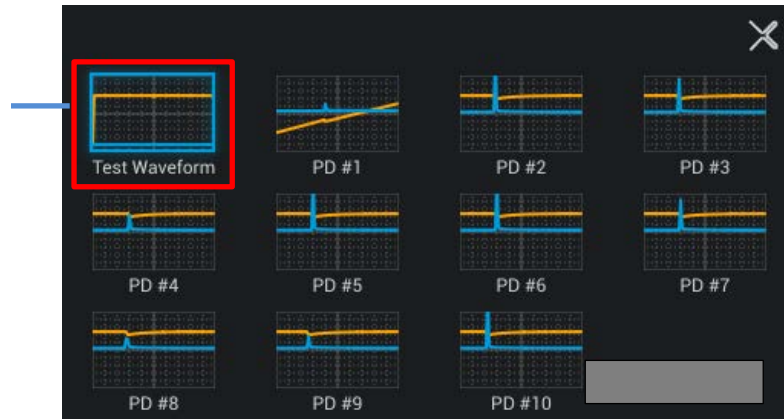 Test Waveform
PD #1
PD #2
PD #3
PD #4
PD #5
PD #6
PD #7
PD #8
PD #9
PD #10